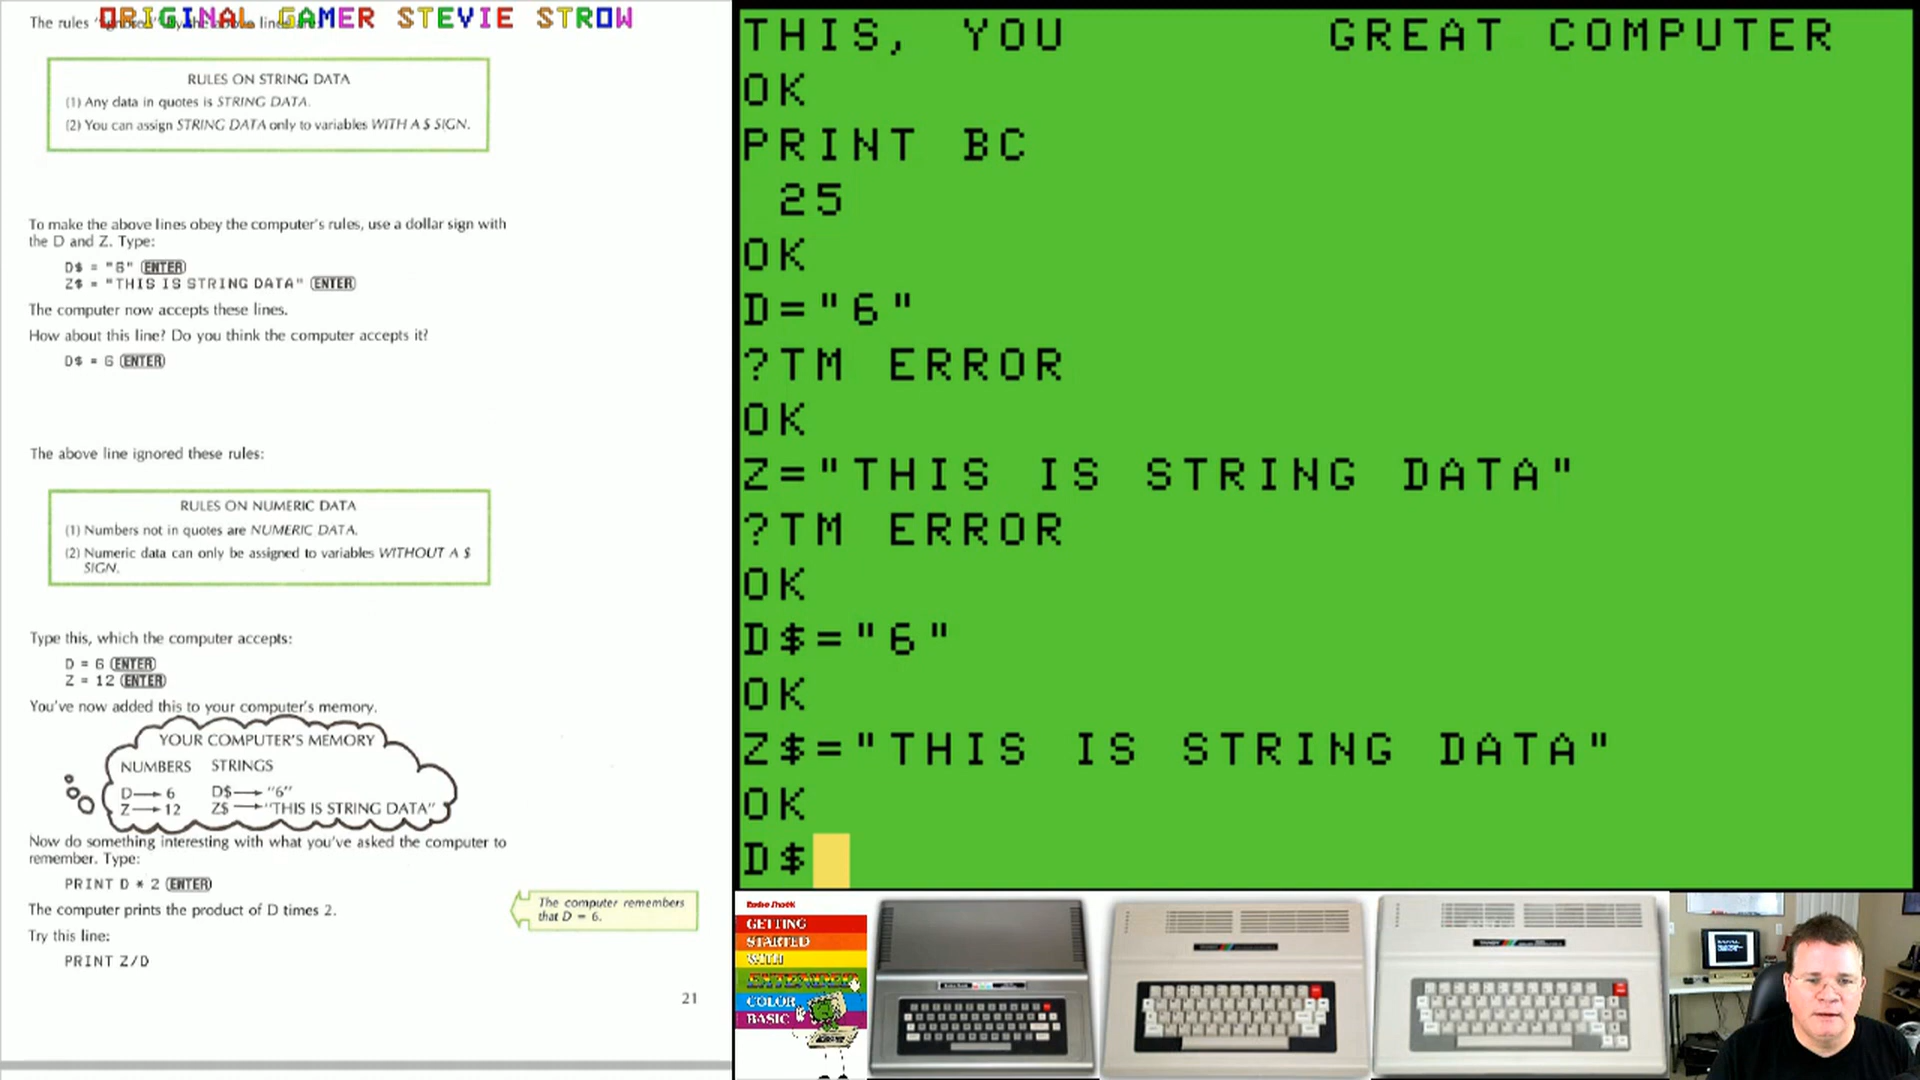 ORIGINAL GAMER STEVIE STROW
The rules
RULES ON STRING DATA
(1) Any data in quotes is STRING DATA.
(2) You can assign STRING DATA only to variables WITH A $ SIGN.
To make the above lines obey the computer's rules, use a dollar sign with
the D and Z. Type:
D$ = "6" (ENTER)
Z$ = "THIS IS STRING DATA" (ENTER)
The computer now accepts these lines.
How about this line? Do you think the computer accepts it?
D$ = 6 (ENTER)
The above line ignored these rules:
RULES ON NUMERIC DATA
(1) Numbers not in quotes are NUMERIC DATA.
(2) Numeric data can only be assigned to variables WITHOUT A $
SIGN.
Type this, which the computer accepts:
D = 6 (ENTER)
Z = 12 (ENTER)
You've now added this to your computer's memory.
YOUR COMPUTER'S MEMORY
NUMBERS STRINGS
D→ 6 D$→ "6"
Z→ 12 Z$→ "THIS IS STRING DATA"
Now do something interesting with what you've asked the computer to
remember. Type:
PRINT D * 2 (ENTER)
The computer prints the product of D times 2.
The computer remembers
that D = 6.
Try this line:
PRINT Z/D
21
THIS, YOU GREAT COMPUTER
OK
PRINT BC
25
OK
D="6"
?TM ERROR
OK
Z="THIS IS STRING DATA"
?TM ERROR
OK
D$="6"
OK
Z$="THIS IS STRING DATA"
OK
D$
Radio Shack
GETTING
STARTED
WITH
EXTENDED
COLOR
BASIC